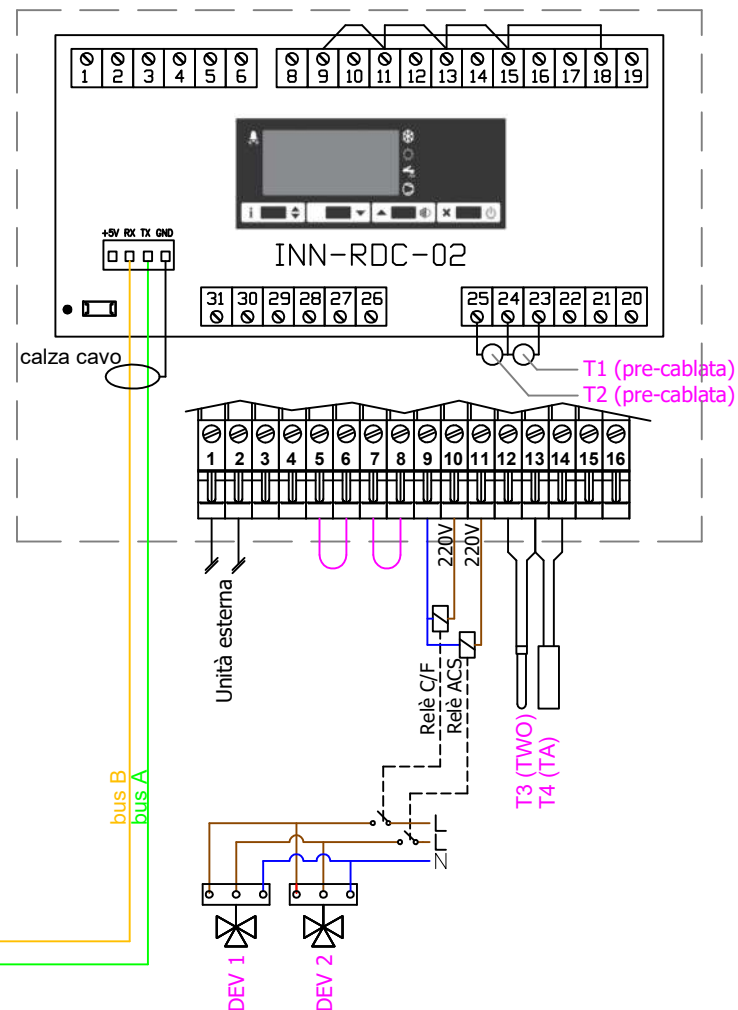 1 2 3 4 5 6
8 9 10 11 12 13 14 15 16 17 18 19
i
+5V RX TX GND
INN-RDC-02
31 30 29 28 27 26
25 24 23 22 21 20
calza cavo
T1 (pre-cablata)
T2 (pre-cablata)
1 2 3 4 5 6 7 8 9 10 11 12 13 14 15 16
220V
220V
Unità esterna
Relè C/F
Relè ACS
T3 (TWO)
T4 (TA)
bus B
bus A
L
L
N
DEV 1
DEV 2